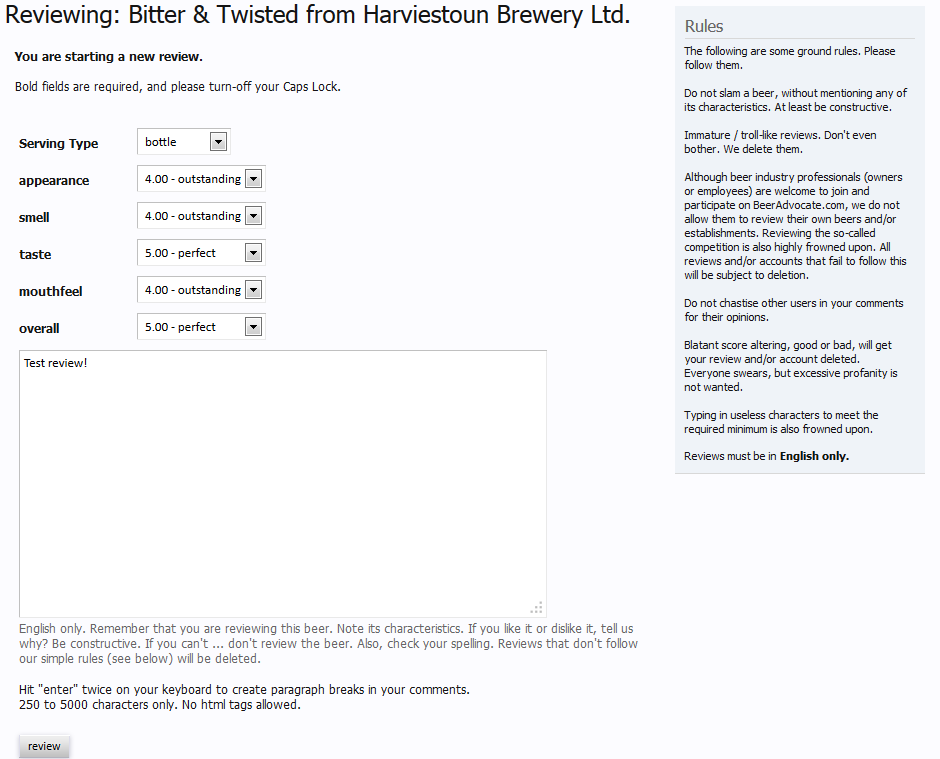 Reviewing: Bitter & Twisted from Harviestoun Brewery Ltd.
You are starting a new review.
Bold fields are required, and please turn-off your Caps Lock.
Serving Type bottle
appearance 4.00 - outstanding
smell 4.00 - outstanding
taste 5.00 - perfect
mouthfeel 4.00 - outstanding
overall 5.00 - perfect
Test review!
English only. Remember that you are reviewing this beer. Note its characteristics. If you like it or dislike it, tell us
why? Be constructive. If you can't ... don't review the beer. Also, check your spelling. Reviews that don't follow
our simple rules (see below) will be deleted.
Hit "enter" twice on your keyboard to create paragraph breaks in your comments.
250 to 5000 characters only. No html tags allowed.
review
Rules
The following are some ground rules. Please
follow them.
Do not slam a beer, without mentioning any of
its characteristics. At least be constructive.
Immature / troll-like reviews. Don't even
bother. We delete them.
Although beer industry professionals (owners
or employees) are welcome to join and
participate on BeerAdvocate.com, we do not
allow them to review their own beers and/or
establishments. Reviewing the so-called
competition is also highly frowned upon. All
reviews and/or accounts that fail to follow this
will be subject to deletion.
Do not chastise other users in your comments
for their opinions.
Blatant score altering, good or bad, will get
your review and/or account deleted.
Everyone swears, but excessive profanity is
not wanted.
Typing in useless characters to meet the
required minimum is also frowned upon.
Reviews must be in English only.